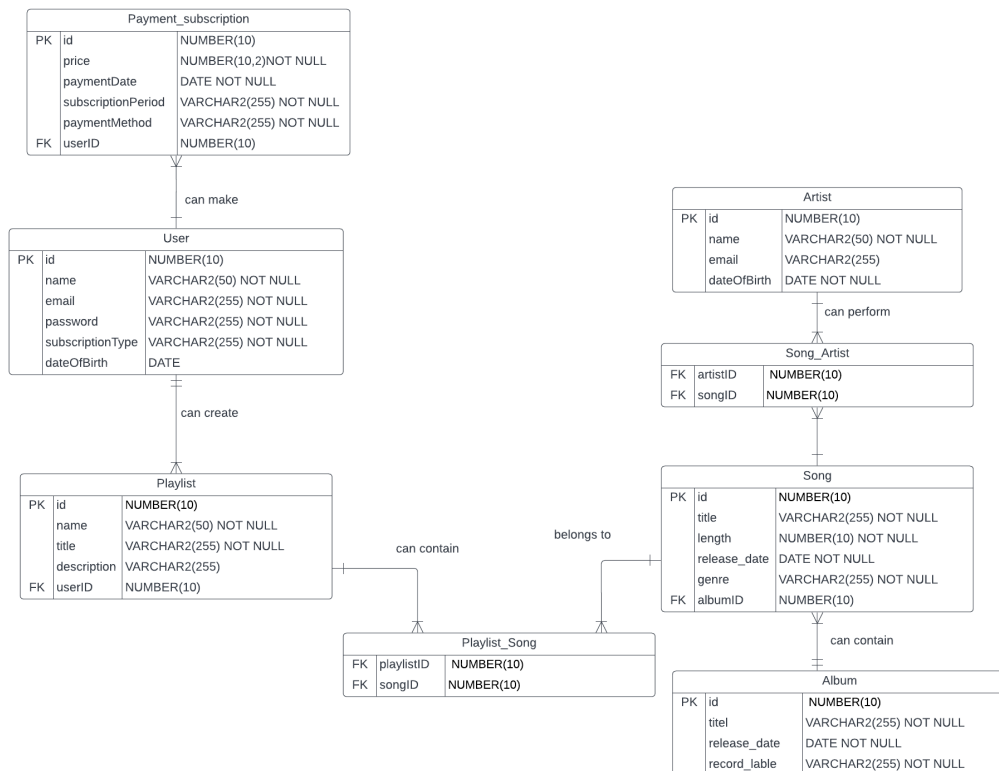 Payment_subscription
PK id NUMBER(10)
price NUMBER(10,2)NOT NULL
paymentDate DATE NOT NULL
subscriptionPeriod VARCHAR2(255) NOT NULL
paymentMethod VARCHAR2(255) NOT NULL
FK userID NUMBER(10)
can make
User
PK id NUMBER(10)
name VARCHAR2(50) NOT NULL
email VARCHAR2(255) NOT NULL
password VARCHAR2(255) NOT NULL
subscriptionType VARCHAR2(255) NOT NULL
dateOfBirth DATE
can create
Playlist
PK id NUMBER(10)
name VARCHAR2(50) NOT NULL
title VARCHAR2(255) NOT NULL
description VARCHAR2(255)
FK userID NUMBER(10)
can contain
belongs to
Playlist_Song
FK playlistID NUMBER(10)
FK songID NUMBER(10)
Artist
PK id NUMBER(10)
name VARCHAR2(50) NOT NULL
email VARCHAR2(255)
dateOfBirth DATE NOT NULL
can perform
Song_Artist
FK artistID NUMBER(10)
FK songID NUMBER(10)
Song
PK id NUMBER(10)
title VARCHAR2(255) NOT NULL
length NUMBER(10) NOT NULL
release_date DATE NOT NULL
genre VARCHAR2(255) NOT NULL
FK albumID NUMBER(10)
can contain
Album
PK id NUMBER(10)
titel VARCHAR2(255) NOT NULL
release_date DATE NOT NULL
record_lable VARCHAR2(255) NOT NULL